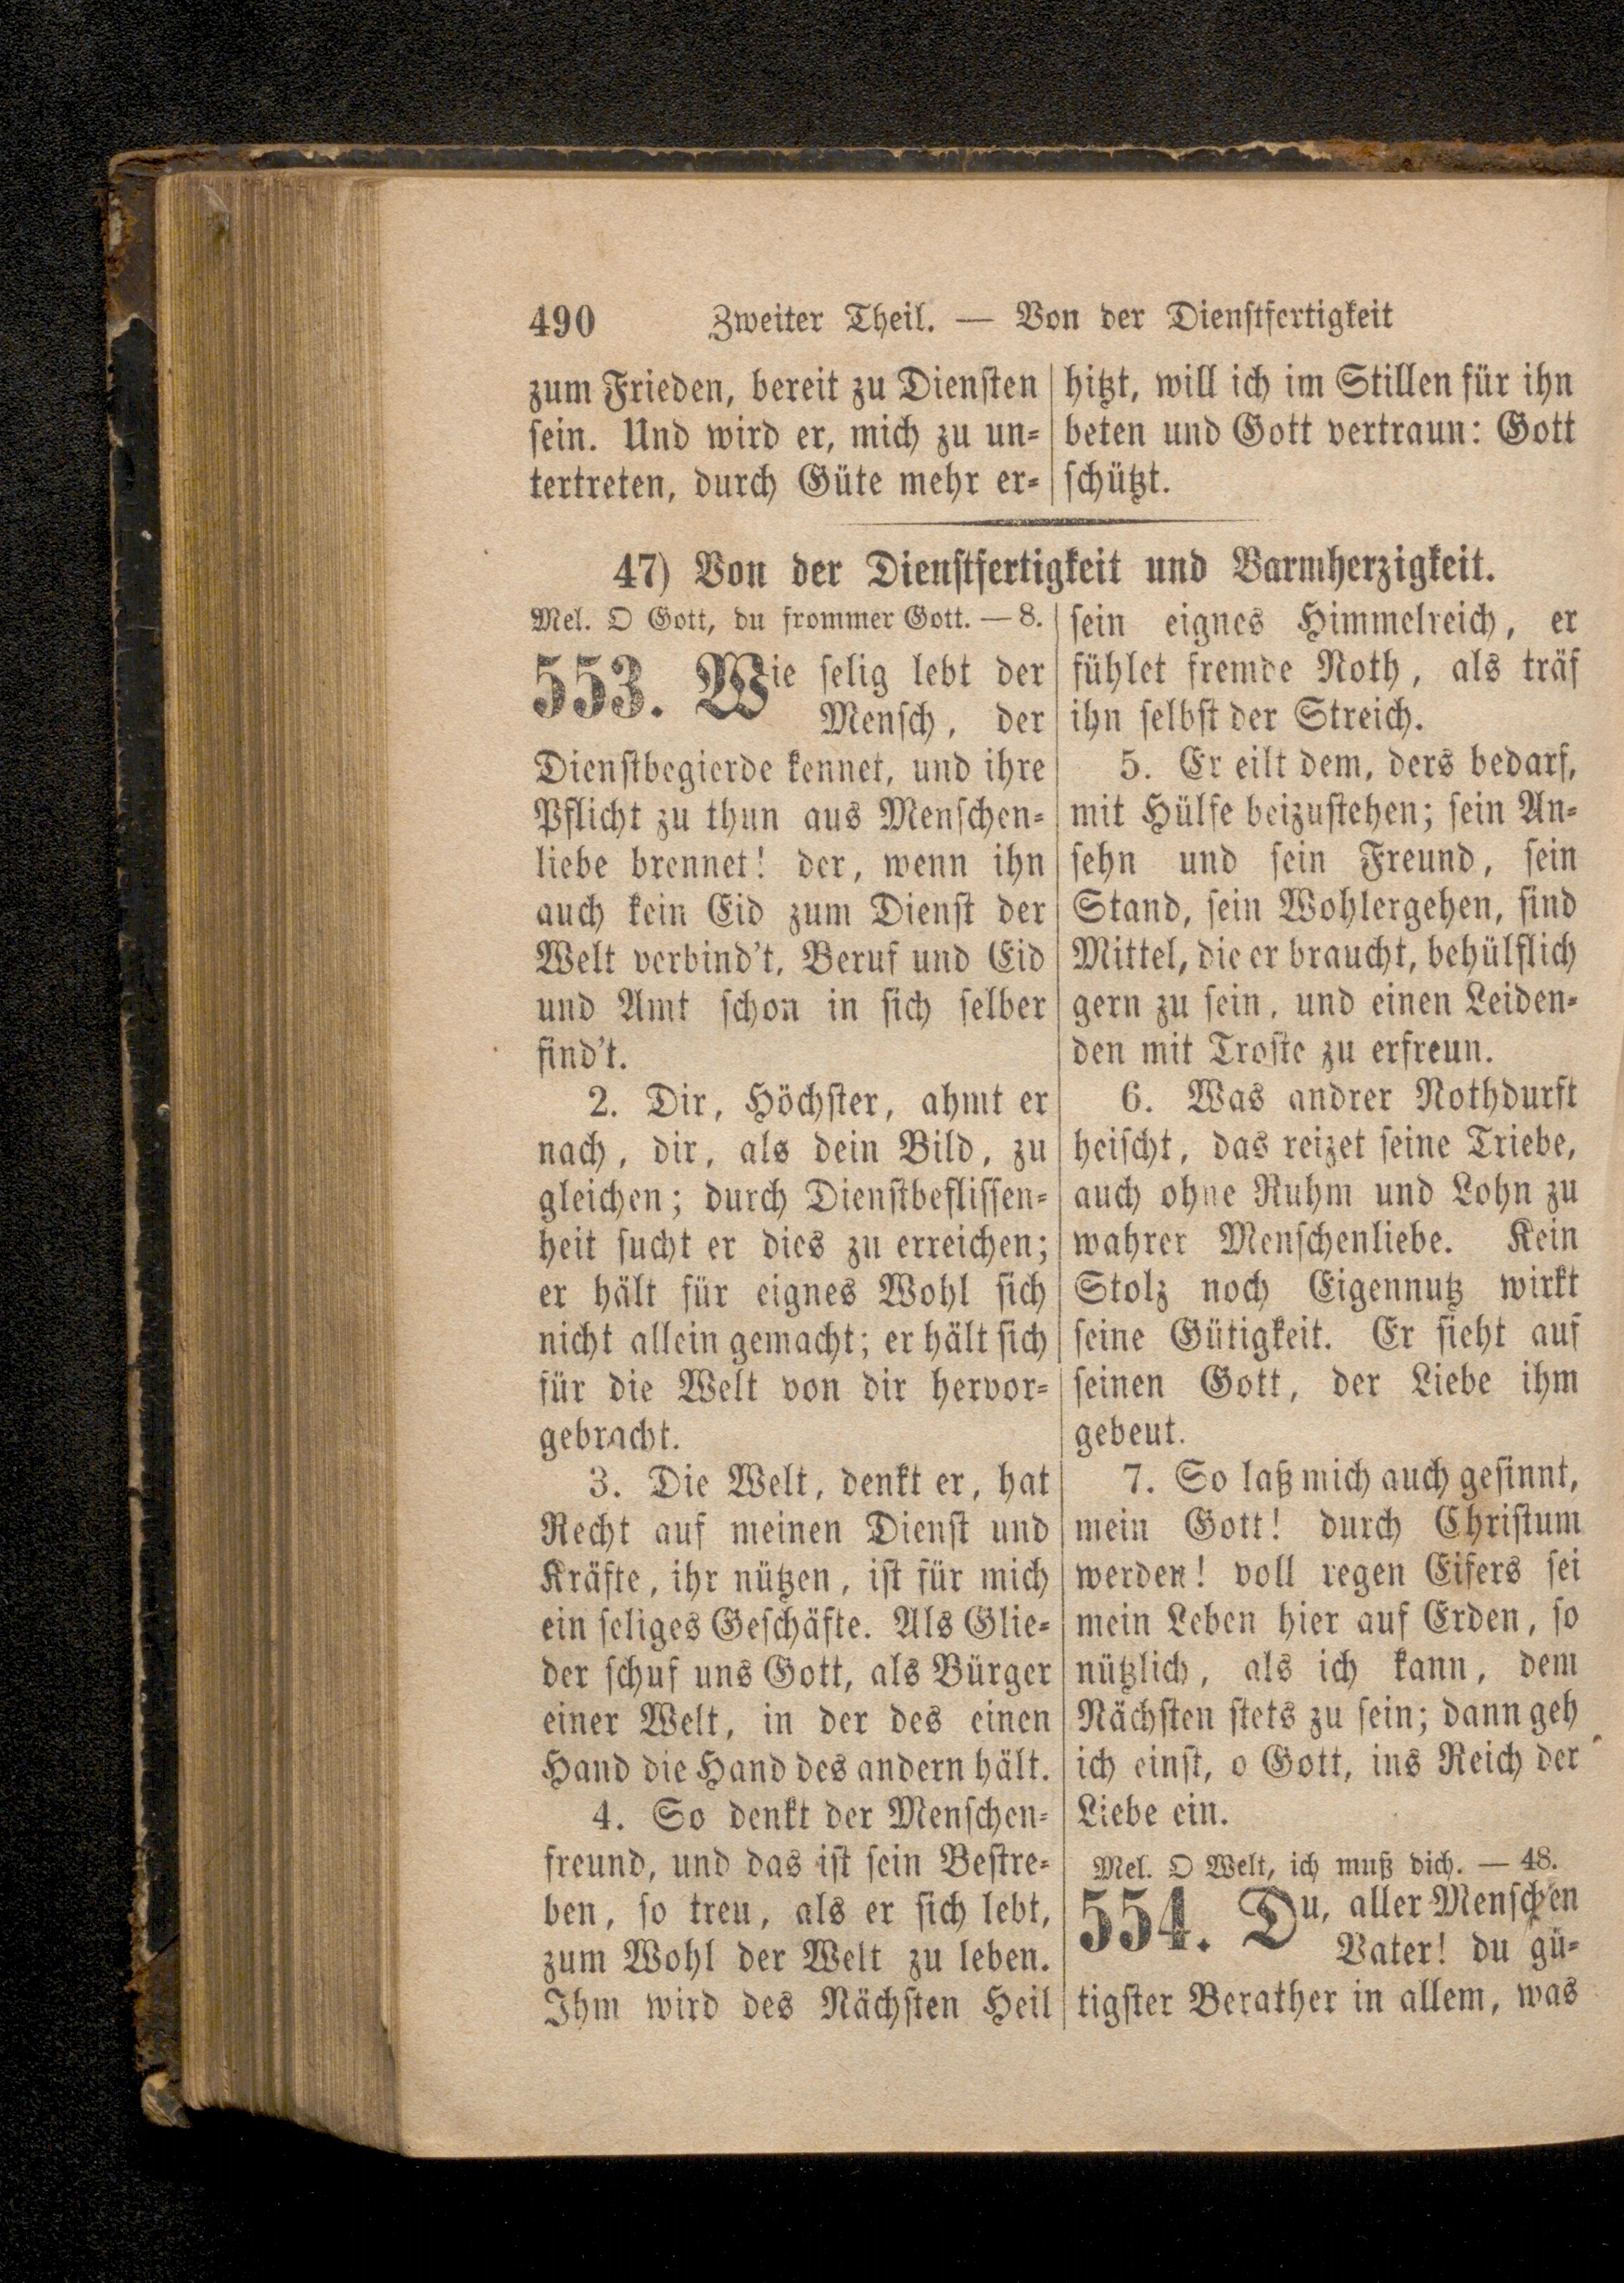 490 Zweiter Theil. — Von der Dienstfertigkeit
zum Frieden, bereit zu Diensten
sein. Und wird er, mich zu un-
tertreten, durch Güte mehr er-
hitzt, will ich im Stillen für ihn
beten und Gott vertraun: Gott
schützt.
47) Von der Dienstfertigkeit und Barmherzigkeit.
Mel. O Gott, du frommer Gott. — 8.
553. Wie selig lebt der
Mensch, der
Dienstbegierde kennet, und ihre
Pflicht zu thun aus Menschen-
liebe brennet! der, wenn ihn
auch kein Eid zum Dienst der
Welt verbind't, Beruf und Eid
und Amt schon in sich selber
find't.
2. Dir, Höchster, ahmt er
nach, dir, als dein Bild, zu
gleichen; durch Dienstbeflissen-
heit sucht er dies zu erreichen;
er hält für eignes Wohl sich
nicht allein gemacht; er hält sich
für die Welt von dir hervor-
gebracht.
3. Die Welt, denkt er, hat
Recht auf meinen Dienst und
Kräfte, ihr nützen, ist für mich
ein seliges Geschäfte. Als Glie-
der schuf uns Gott, als Bürger
einer Welt, in der des einen
Hand die Hand des andern hält.
4. So denkt der Menschen-
freund, und das ist sein Bestre-
ben, so treu, als er sich lebt,
zum Wohl der Welt zu leben.
Ihm wird des Nächsten Heil
sein eignes Himmelreich, er
fühlet fremde Noth, als träf
ihn selbst der Streich.
5. Er eilt dem, ders bedarf,
mit Hülfe beizustehen; sein An-
sehn und sein Freund, sein
Stand, sein Wohlergehen, sind
Mittel, die er braucht, behülflich
gern zu sein, und einen Leiden-
den mit Troste zu erfreun.
6. Was andrer Nothdurft
heischt, das reizet seine Triebe,
auch ohne Ruhm und Lohn zu
wahrer Menschenliebe. Kein
Stolz noch Eigennutz wirkt
seine Gütigkeit. Er sieht auf
seinen Gott, der Liebe ihm
gebeut.
7. So laß mich auch gesinnt,
mein Gott! durch Christum
werden! voll regen Eifers sei
mein Leben hier auf Erden, so
nützlich, als ich kann, dem
Nächsten stets zu sein; dann geh
ich einst, o Gott, ins Reich der
Liebe ein.
Mel. O Welt, ich muß dich. — 48.
554. Du, aller Menschen
Vater! du gü-
tigster Berather in allem, was